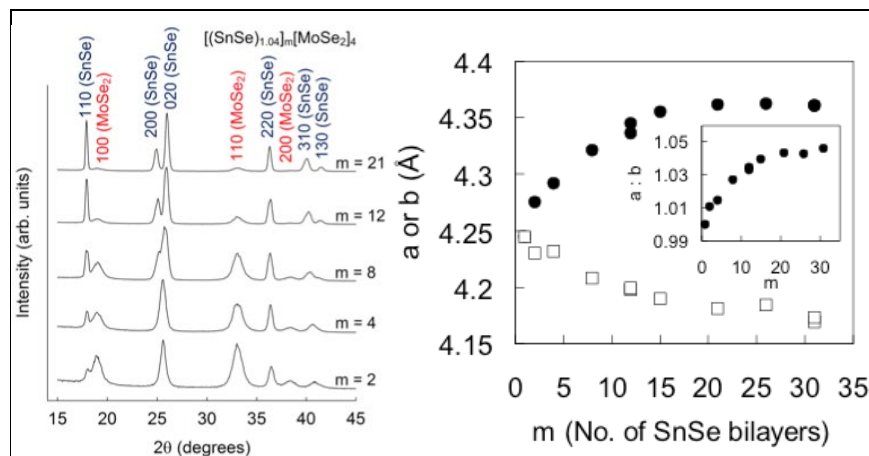 [(SnSe)₁.₀₄]ₘ[MoSe₂]₄
110 (SnSe)
100 (MoSe₂)
200 (SnSe)
020 (SnSe)
110 (MoSe₂)
220 (SnSe)
200 (MoSe₂)
310 (SnSe)
130 (SnSe)
m = 21
m = 12
m = 8
m = 4
m = 2
Intensity (arb. units)
15 20 25 30 35 40 45
2θ (degrees)
4.4
4.35
4.3
4.25
4.2
4.15
a or b (Å)
0 5 10 15 20 25 30 35
m (No. of SnSe bilayers)
1.05
1.03
1.01
0.99
a : b
0 10 20 30
m